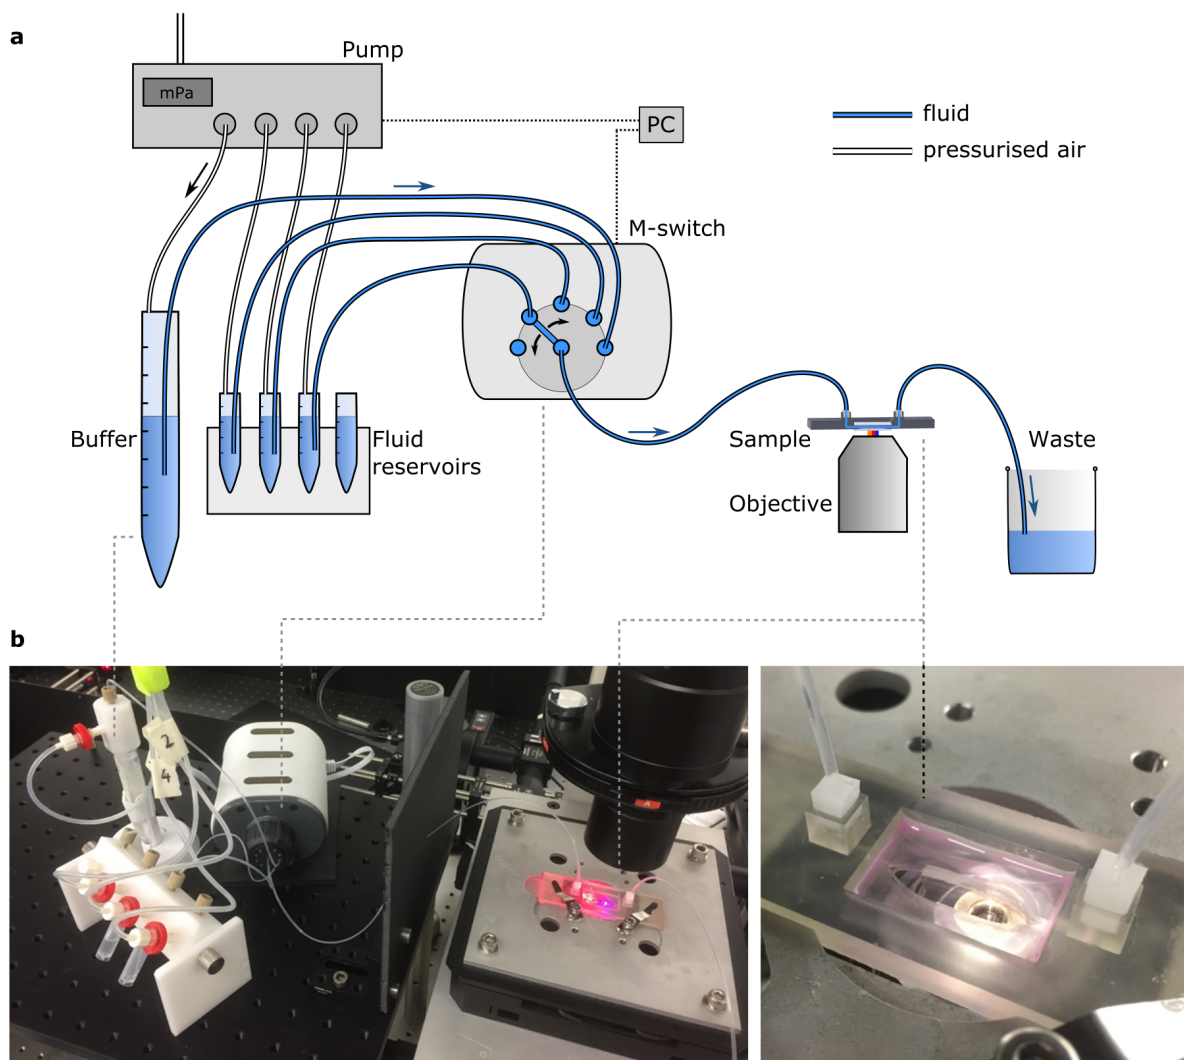 a
Pump
mPa
PC
fluid
pressurised air
M-switch
Buffer
Fluid
reservoirs
Sample
Objective
Waste
b
2
4
A